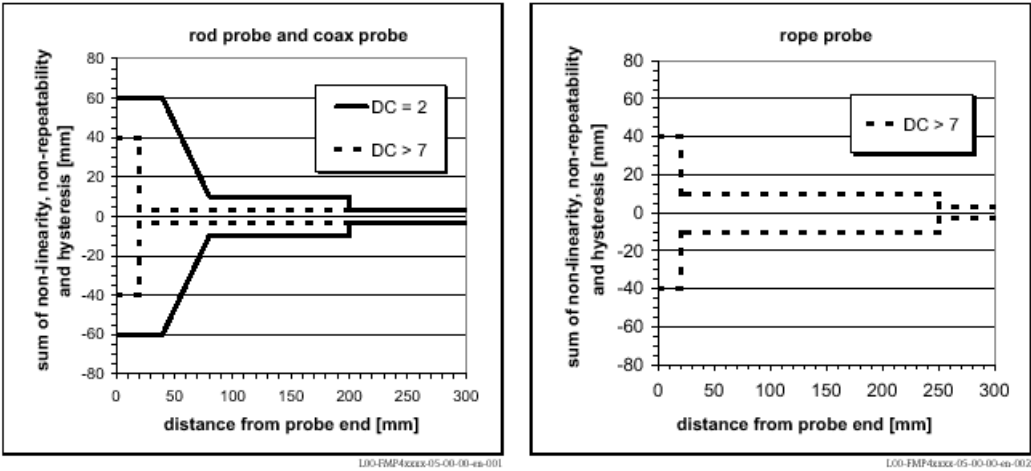 rod probe and coax probe
sum of non-linearity, non-repeatability
and hysteresis [mm]
80
60
40
20
0
-20
-40
-60
-80
DC = 2
DC > 7
0
50
100
150
200
250
300
distance from probe end [mm]
L00-FMP4xxxx-05-00-00-en-001
rope probe
sum of non-linearity, non-repeatability
and hysteresis [mm]
80
60
40
20
0
-20
-40
-60
-80
DC > 7
0
50
100
150
200
250
300
distance from probe end [mm]
L00-FMP4xxxx-05-00-00-en-002